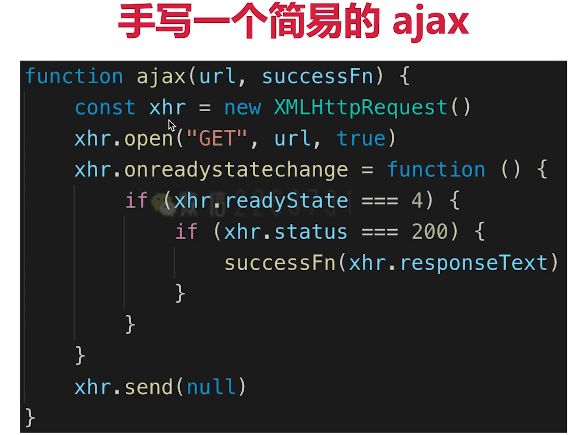 手写一个简易的 ajax
function ajax(url, successFn) {
    const xhr = new XMLHttpRequest()
    xhr.open("GET", url, true)
    xhr.onreadystatechange = function () {
        if (xhr.readyState === 4) {
            if (xhr.status === 200) {
                successFn(xhr.responseText)
            }
        }
    }
    xhr.send(null)
}